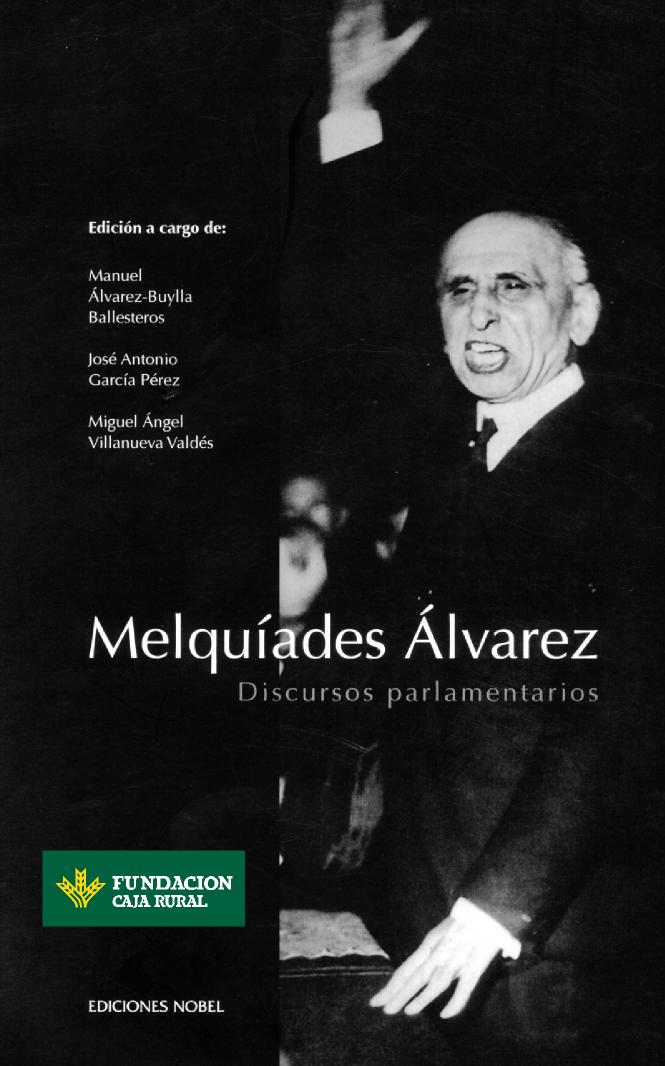 Edición a cargo de:
Manuel
Álvarez-Buylla
Ballesteros
José Antonio
García Pérez
Miguel Ángel
Villanueva Valdés
Melquíades Álvarez
Discursos parlamentarios
FUNDACION
CAJA RURAL
EDICIONES NOBEL